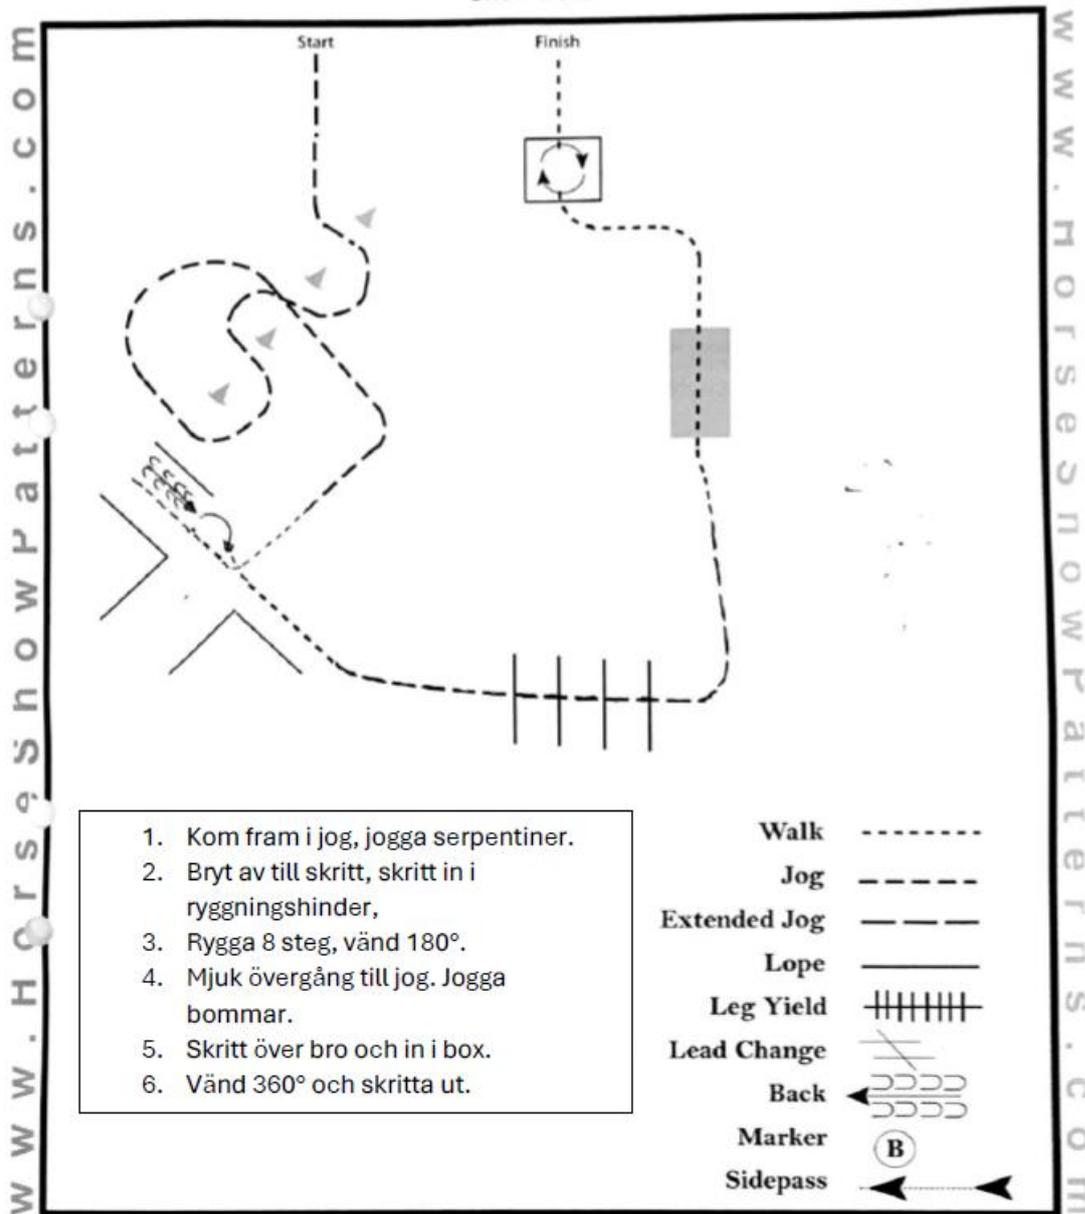 Start
Finish
www.HorseSnowPatterns.com
www.HorseSnowPatterns.com
1. Kom fram i jog, jogga serpentiner.
2. Bryt av till skritt, skritt in i
ryggningshinder,
3. Rygga 8 steg, vänd 180°.
4. Mjuk övergång till jog. Jogga
bommar.
5. Skritt över bro och in i box.
6. Vänd 360° och skritta ut.
Walk
Jog
Extended Jog
Lope
Leg Yield
Lead Change
Back
Marker
B
Sidepass